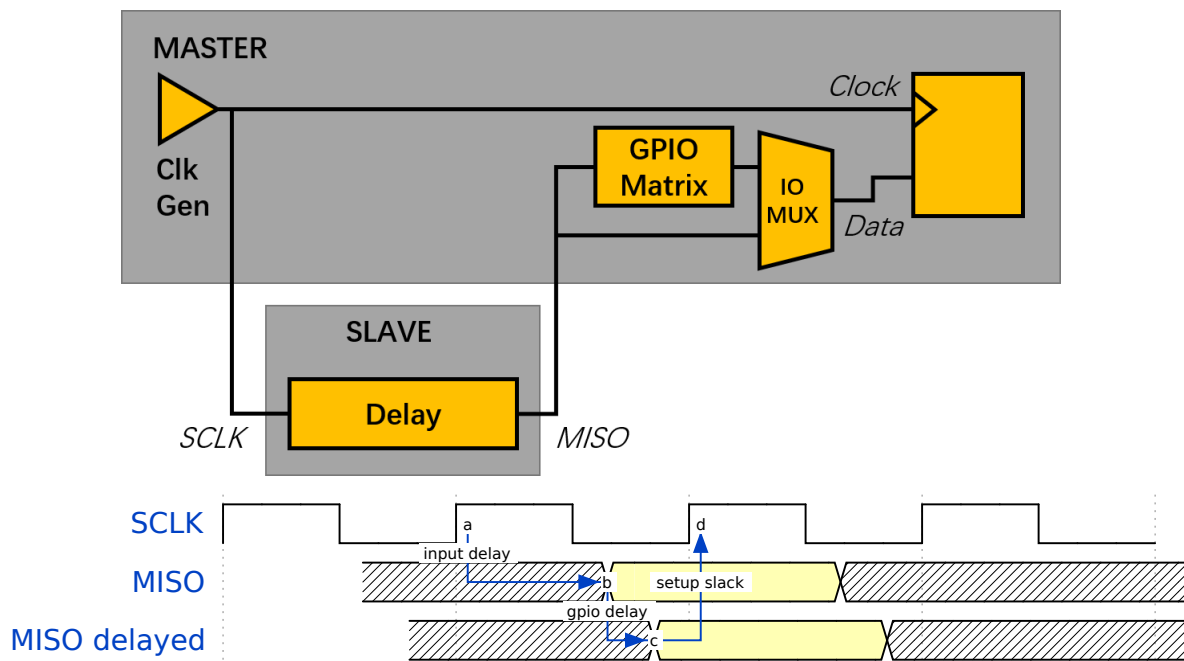 MASTER
Clk
Gen
Clock
GPIO
Matrix
IO
MUX
Data
SLAVE
Delay
SCLK
MISO
SCLK
a
d
input delay
MISO
b
setup slack
gpio delay
MISO delayed
c